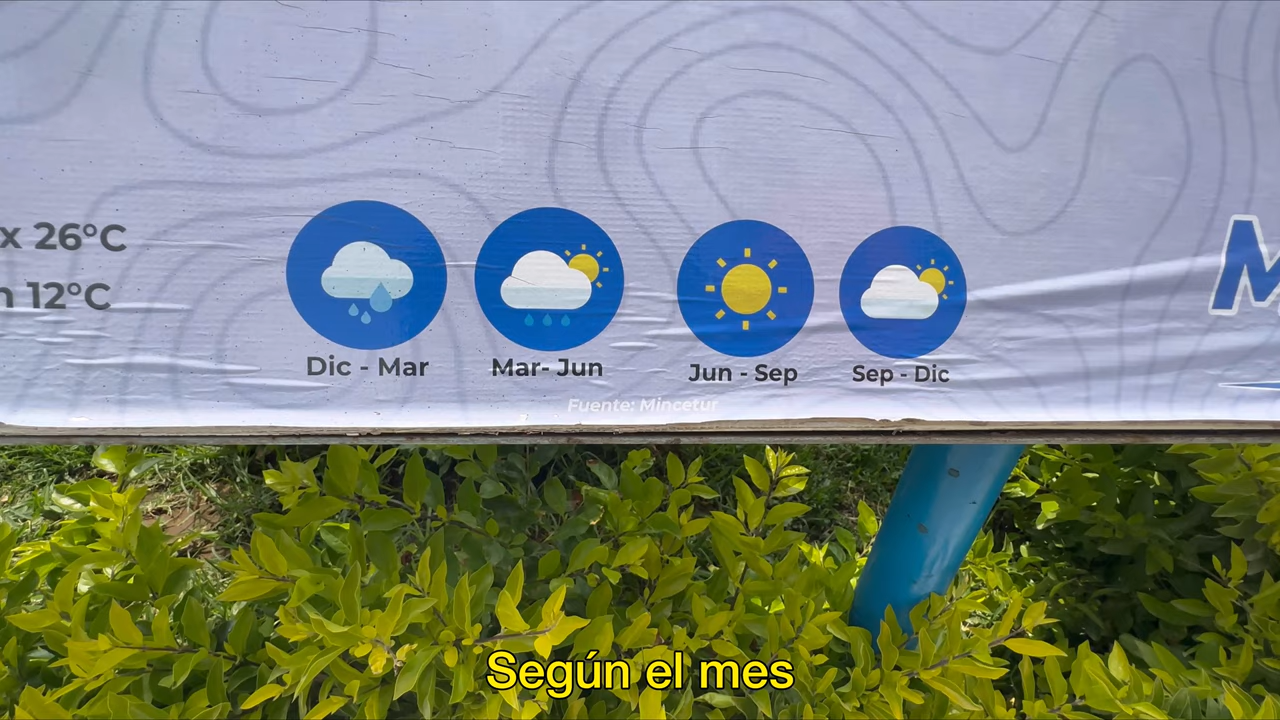 x 26°C
n 12°C
Dic - Mar
Mar- Jun
Jun - Sep
Sep - Dic
Fuente: Mincetur
M
Según el mes